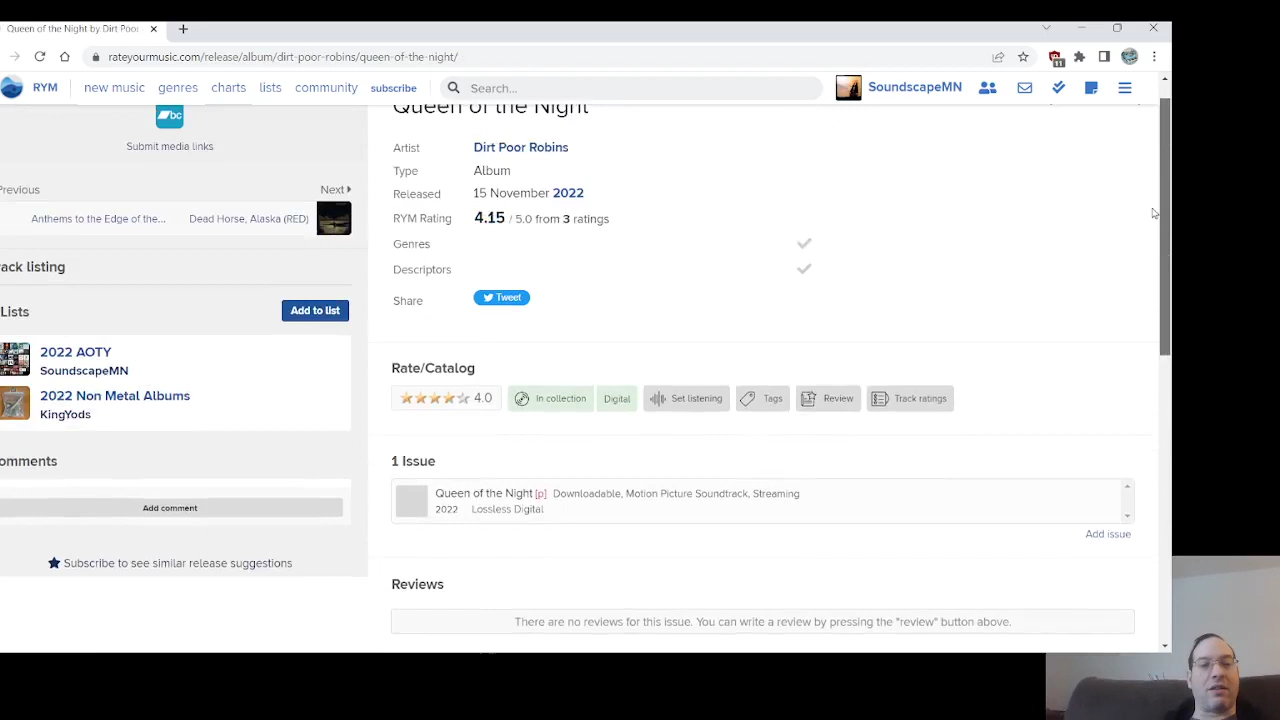 Queen of the Night by Dirt Poor
rateyourmusic.com/release/album/dirt-poor-robins/queen-of-the-night/
11
RYM
new music
genres
charts
lists
community
subscribe
Search...
SoundscapeMN
bc
Submit media links
Previous
Next
Anthems to the Edge of the...
Dead Horse, Alaska (RED)
rack listing
Lists
Add to list
2022 AOTY
SoundscapeMN
2022 Non Metal Albums
KingYods
omments
Add comment
Subscribe to see similar release suggestions
Queen of the Night
Artist Dirt Poor Robins
Type Album
Released 15 November 2022
RYM Rating 4.15 / 5.0 from 3 ratings
Genres
Descriptors
Share Tweet
Rate/Catalog
4.0 In collection Digital Set listening Tags Review Track ratings
1 Issue
Queen of the Night [p] Downloadable, Motion Picture Soundtrack, Streaming
2022 Lossless Digital
Add issue
Reviews
There are no reviews for this issue. You can write a review by pressing the "review" button above.